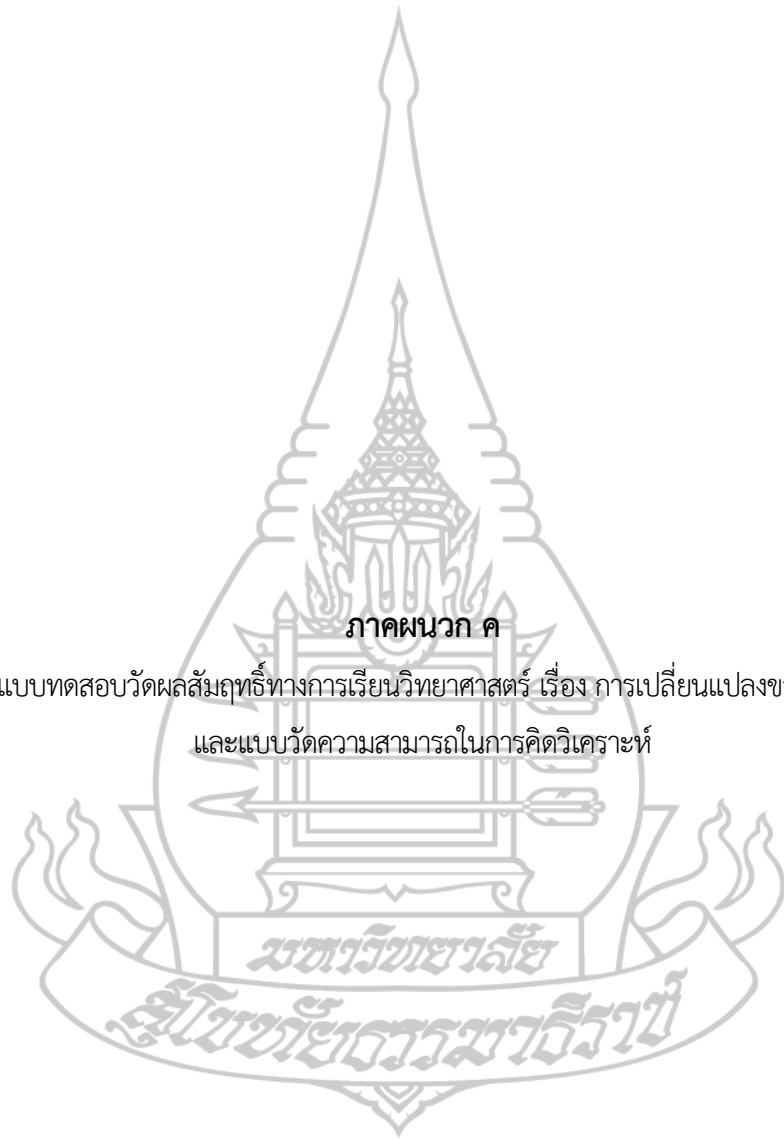 ภาคผนวก ค
แบบทดสอบวัดผลสัมฤทธิ์ทางการเรียนวิทยาศาสตร์ เรื่อง การเปลี่ยนแปลงข
และแบบวัดความสามารถในการคิดวิเคราะห์
มหาวิทยาลัย
สุโขทัยธรรมาธิราช